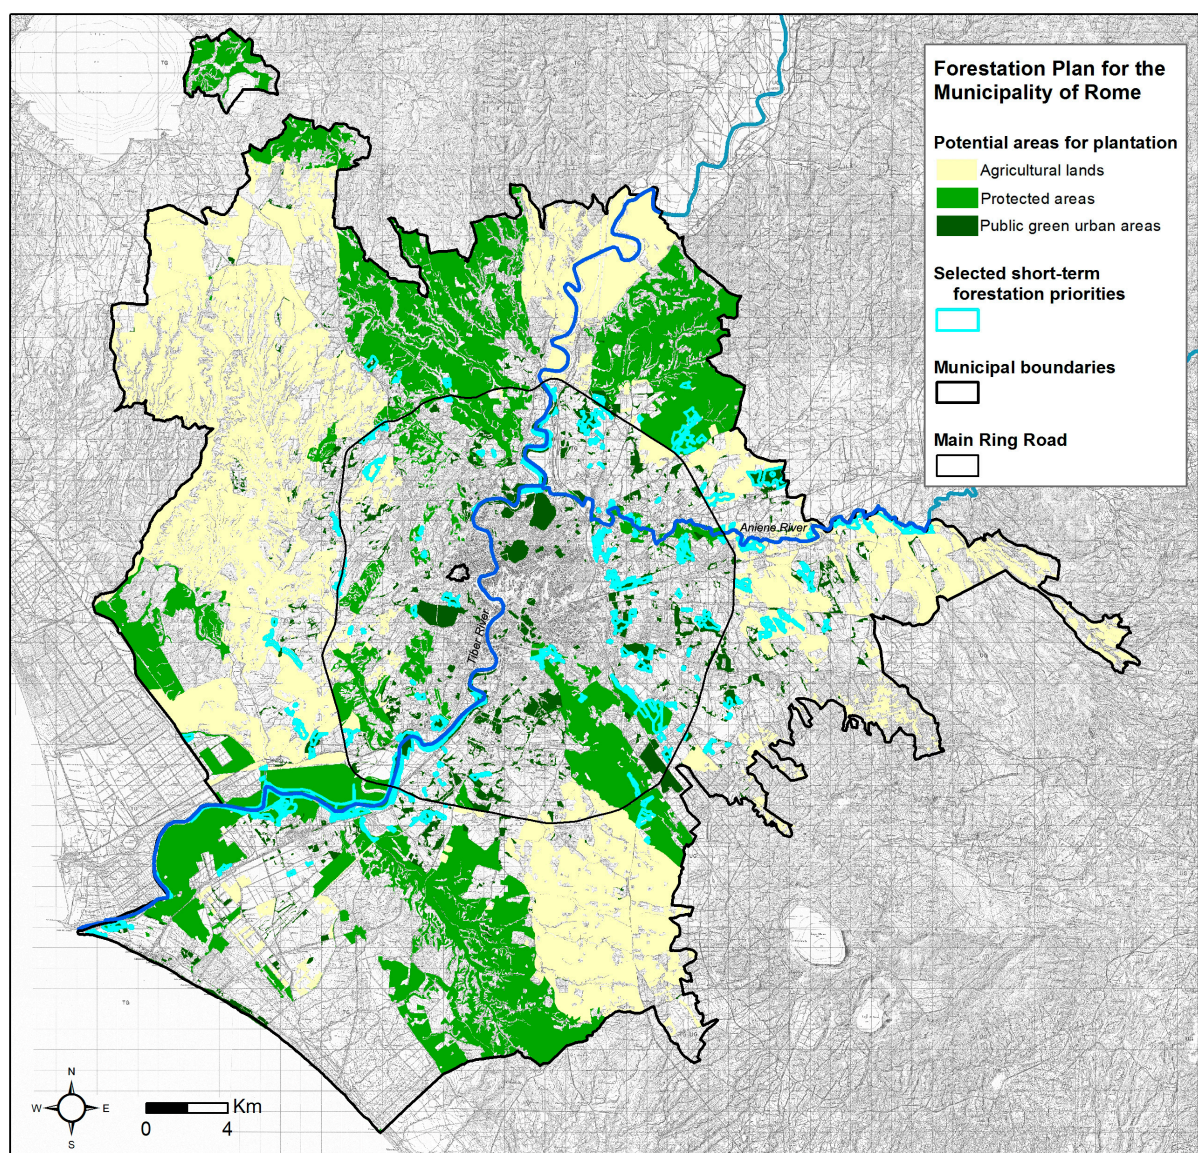 Forestation Plan for the
Municipality of Rome
Potential areas for plantation
Agricultural lands
Protected areas
Public green urban areas
Selected short-term
forestation priorities
Municipal boundaries
Main Ring Road
Aniene River
Tiber River
N
W
E
S
Km
0
4